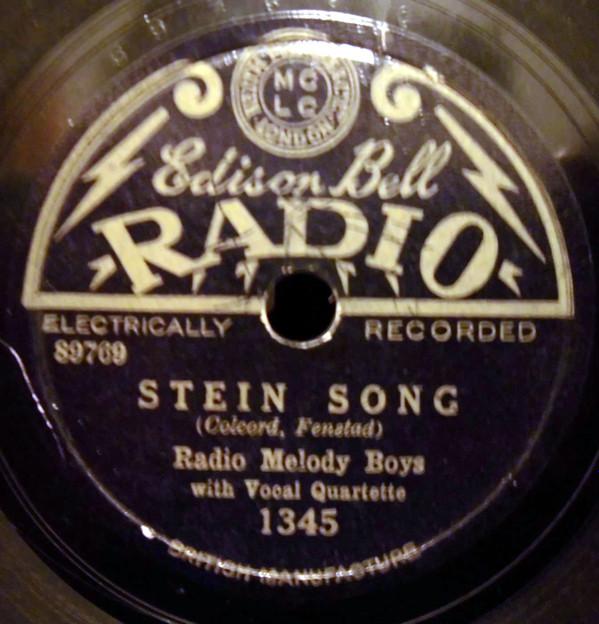 MC
LC
LONDON
Edison Bell
RADIO
ELECTRICALLY RECORDED
89769
STEIN SONG
(Colcord, Fenstad)
Radio Melody Boys
with Vocal Quartette
1345
BRITISH MANUFACTURE